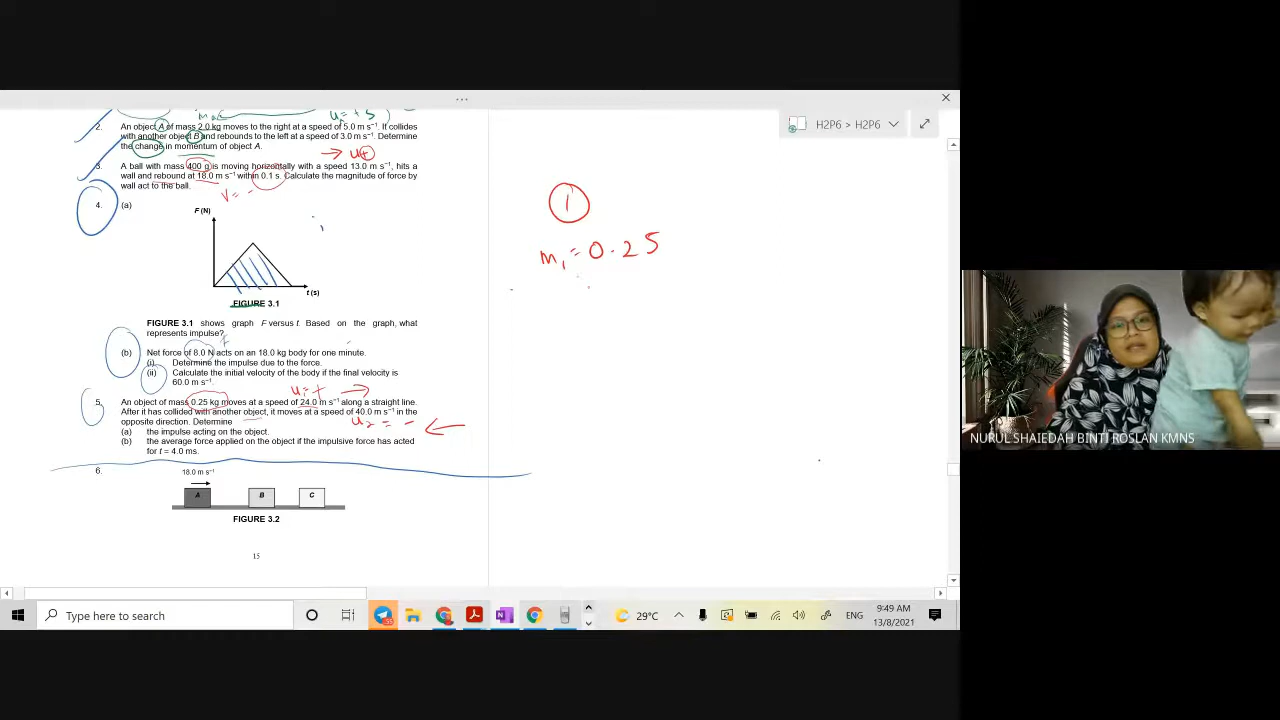 H2P6 > H2P6
u = + 5
2. An object A of mass 2.0 kg moves to the right at a speed of 5.0 m s⁻¹. It collides
with another object B and rebounds to the left at a speed of 3.0 m s⁻¹. Determine
the change in momentum of object A.
→ u +
3. A ball with mass 400 g is moving horizontally with a speed 13.0 m s⁻¹, hits a
wall and rebound at 18.0 m s⁻¹ within 0.1 s. Calculate the magnitude of force by
wall act to the ball.
v = -
4. (a)
F (N)
t (s)
FIGURE 3.1
FIGURE 3.1 shows graph F versus t. Based on the graph, what
represents impulse?
(b) Net force of 8.0 N acts on an 18.0 kg body for one minute.
(i) Determine the impulse due to the force.
(ii) Calculate the initial velocity of the body if the final velocity is
60.0 m s⁻¹.
u₁ = + →
5. An object of mass 0.25 kg moves at a speed of 24.0 m s⁻¹ along a straight line.
After it has collided with another object, it moves at a speed of 40.0 m s⁻¹ in the
opposite direction. Determine
u₂ = - ←
(a) the impulse acting on the object.
(b) the average force applied on the object if the impulsive force has acted
for t = 4.0 ms.
6.
18.0 m s⁻¹
A B C
FIGURE 3.2
15
1
m₁ = 0.25
NURUL SHAIEDAH BINTI ROSLAN KMNS
Type here to search
29°C
ENG
9:49 AM
13/8/2021